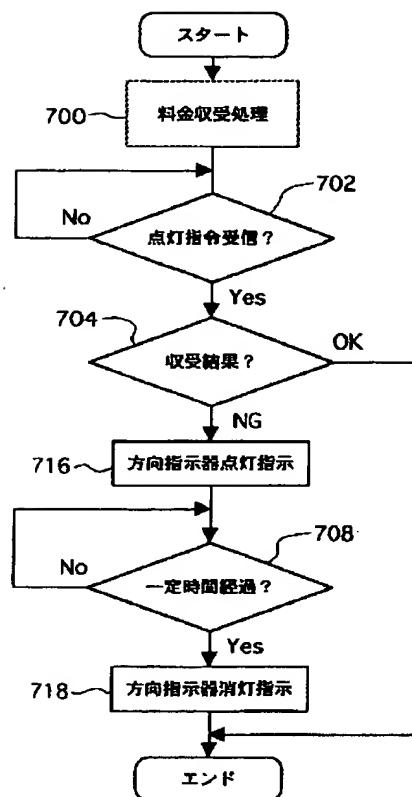 スタート
700
料金収受処理
702
No
点灯指令受信？
Yes
704
OK
収受結果？
NG
716
方向指示器点灯指示
708
No
一定時間経過？
Yes
718
方向指示器消灯指示
エンド